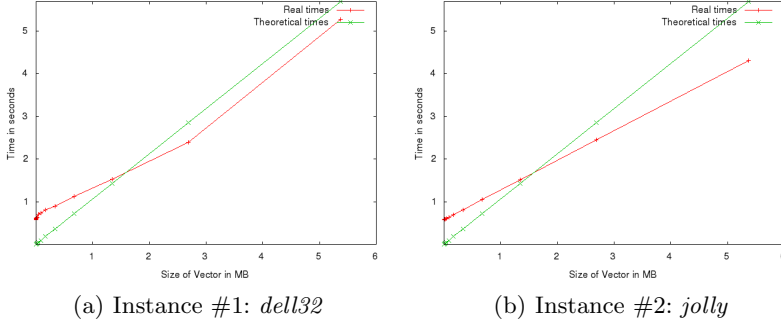 Real times
Theoretical times
5
4
3
2
1
Time in seconds
1
2
3
4
5
6
Size of Vector in MB
(a) Instance #1: dell32
Real times
Theoretical times
5
4
3
2
1
Time in seconds
1
2
3
4
5
Size of Vector in MB
(b) Instance #2: jolly